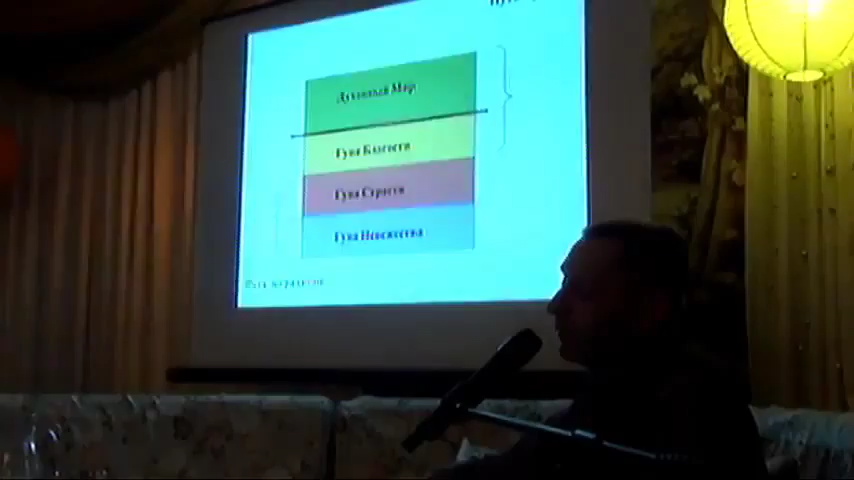 Духовный Мир
Гуна Благости
Гуна Страсти
Гуна Невежества